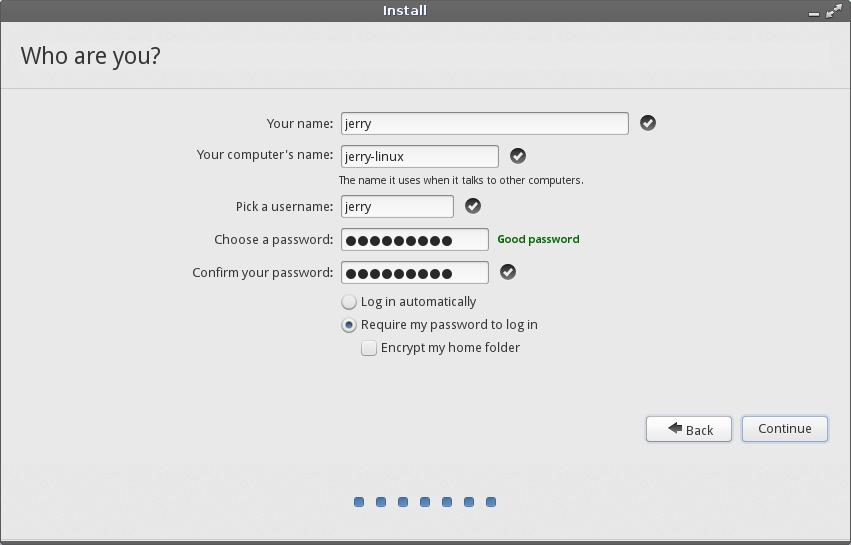 Install
Who are you?
Your name: jerry
Your computer's name: jerry-linux
The name it uses when it talks to other computers.
Pick a username: jerry
Choose a password: ●●●●●●●●● Good password
Confirm your password: ●●●●●●●●●
Log in automatically
Require my password to log in
Encrypt my home folder
Back Continue